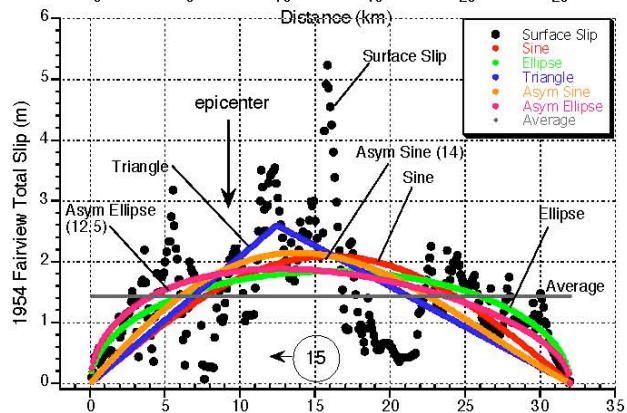 Distance (km)
1954 Fairview Total Slip (m)
6
5
4
3
2
1
0
Surface Slip
Sine
Ellipse
Triangle
Asym Sine
Asym Ellipse
Average
Surface Slip
epicenter
Asym Sine (14)
Triangle
Sine
Asym Ellipse
(12.5)
Ellipse
Average
15
0 5 10 15 20 25 30 35